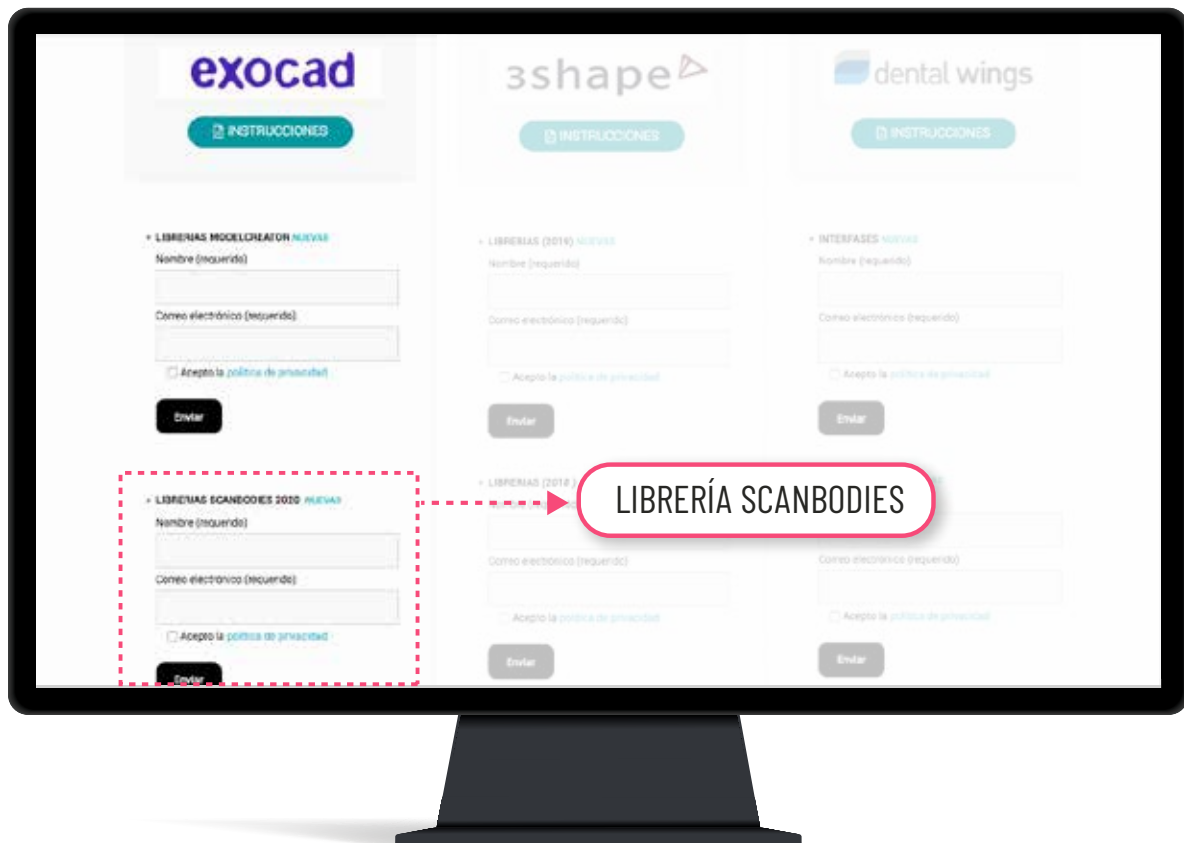 exocad
INSTRUCCIONES
LIBRERIAS MODELCREATOR NUEVAS
Nombre (requerido)
Correo electrónico (requerido)
Acepto la política de privacidad
Enviar
LIBRERIAS SCANBODIES 2020 NUEVAS
Nombre (requerido)
Correo electrónico (requerido)
Acepto la política de privacidad
Enviar
3shape
INSTRUCCIONES
LIBRERIAS (2019) NUEVAS
Nombre (requerido)
Correo electrónico (requerido)
Acepto la política de privacidad
Enviar
LIBRERIAS (2018)
Correo electrónico (requerido)
Acepto la política de privacidad
Enviar
dental wings
INSTRUCCIONES
INTERFASES NUEVAS
Nombre (requerido)
Correo electrónico (requerido)
Acepto la política de privacidad
Enviar
Correo electrónico (requerido)
Acepto la política de privacidad
Enviar
LIBRERÍA SCANBODIES